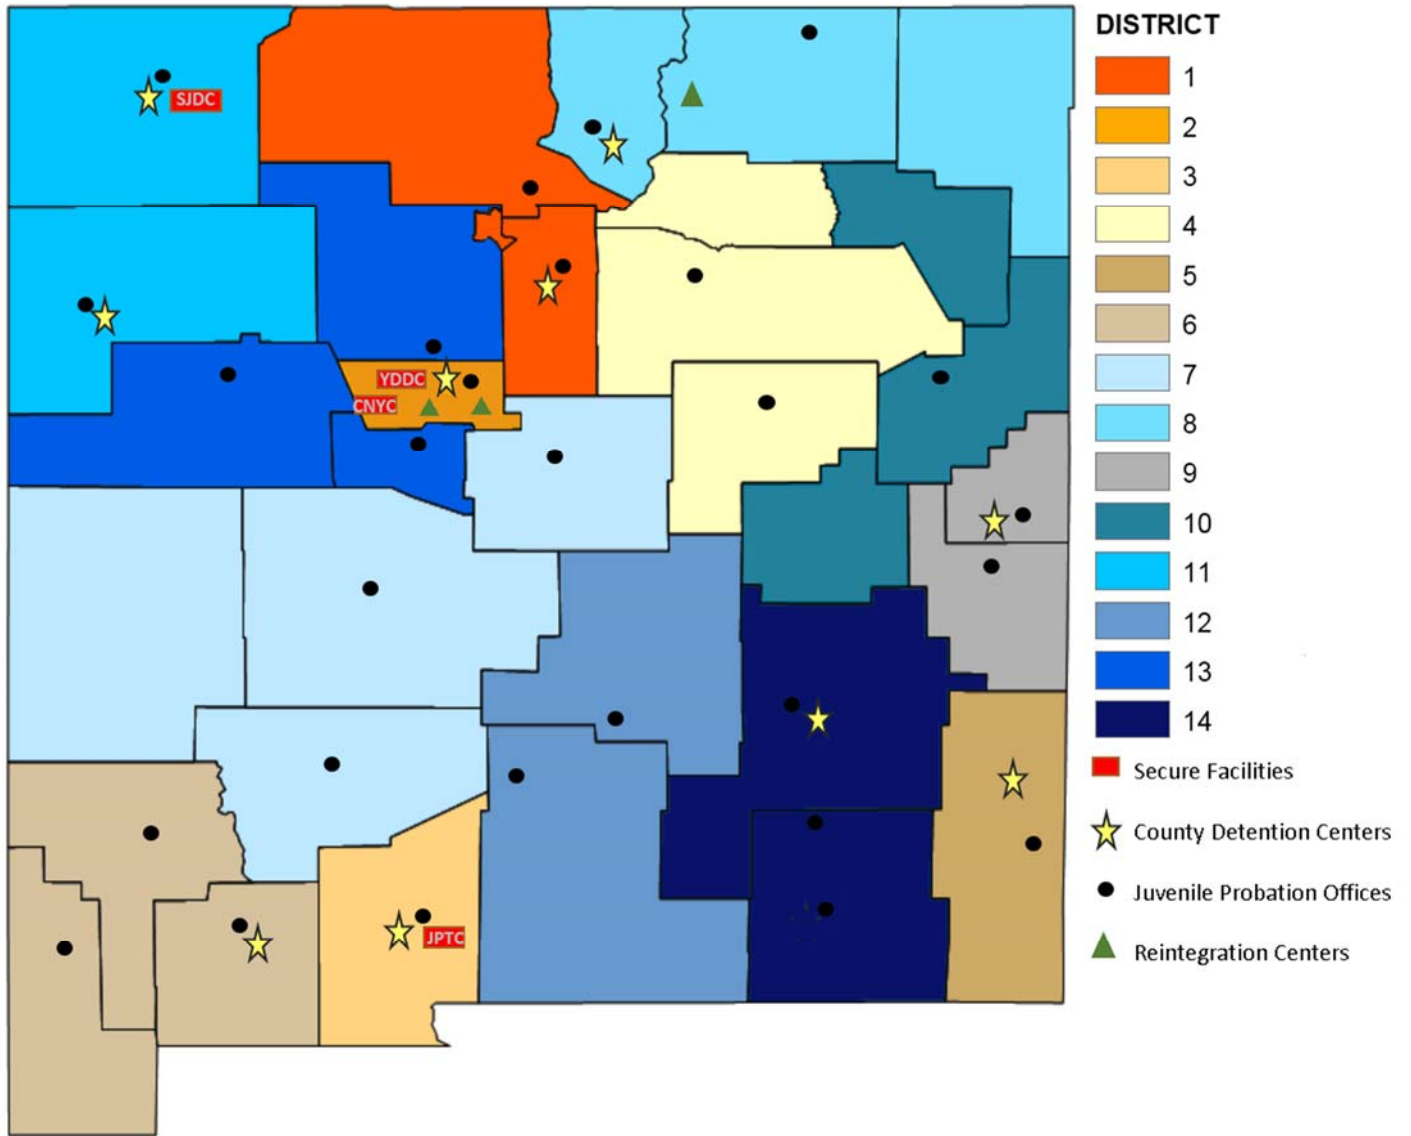 DISTRICT
1
2
3
4
5
6
7
8
9
10
11
12
13
14
Secure Facilities
County Detention Centers
Juvenile Probation Offices
Reintegration Centers
SJDC
YDDC
CNYC
JPTC